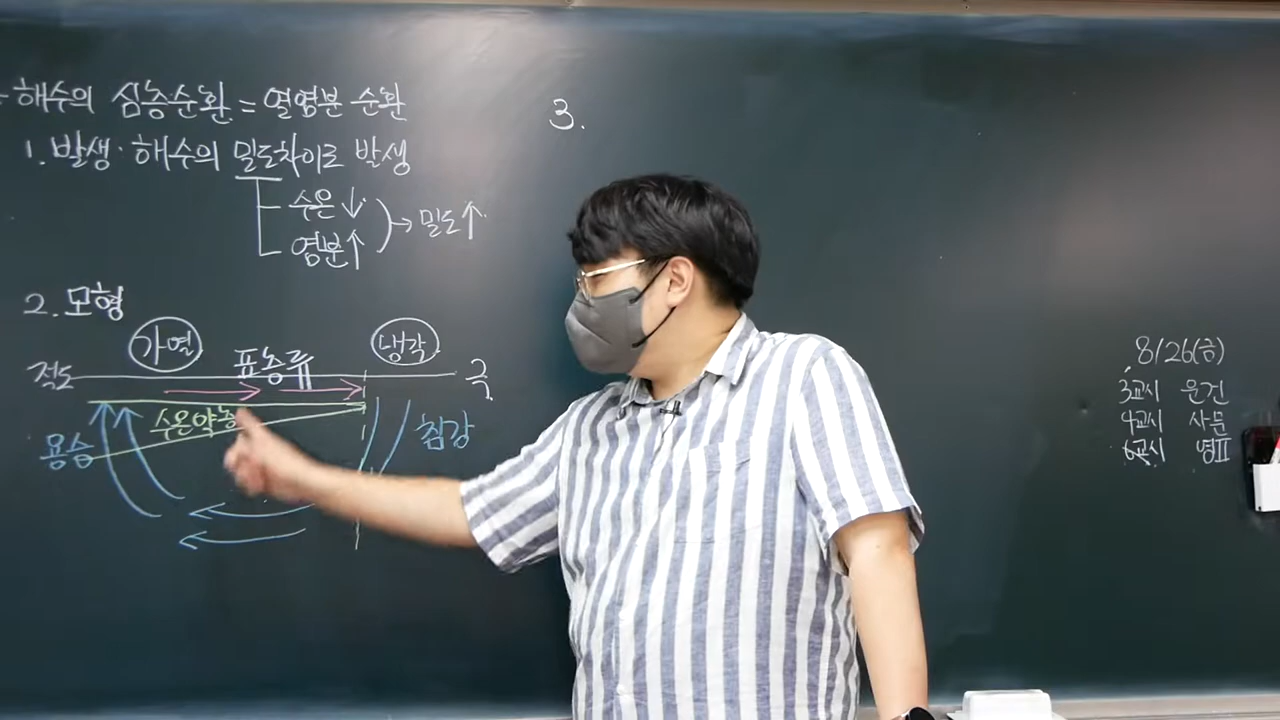 해수의 심층순환 = 열염분 순환
1. 발생 · 해수의 밀도차이로 발생
수온↓
염분↑ → 밀도↑
2. 모형
가열 냉각
적도 표층류 극
수온약층
용승 침강
3.
8/26(금)
3교시 운건
4교시 사문
6교시 영Ⅱ